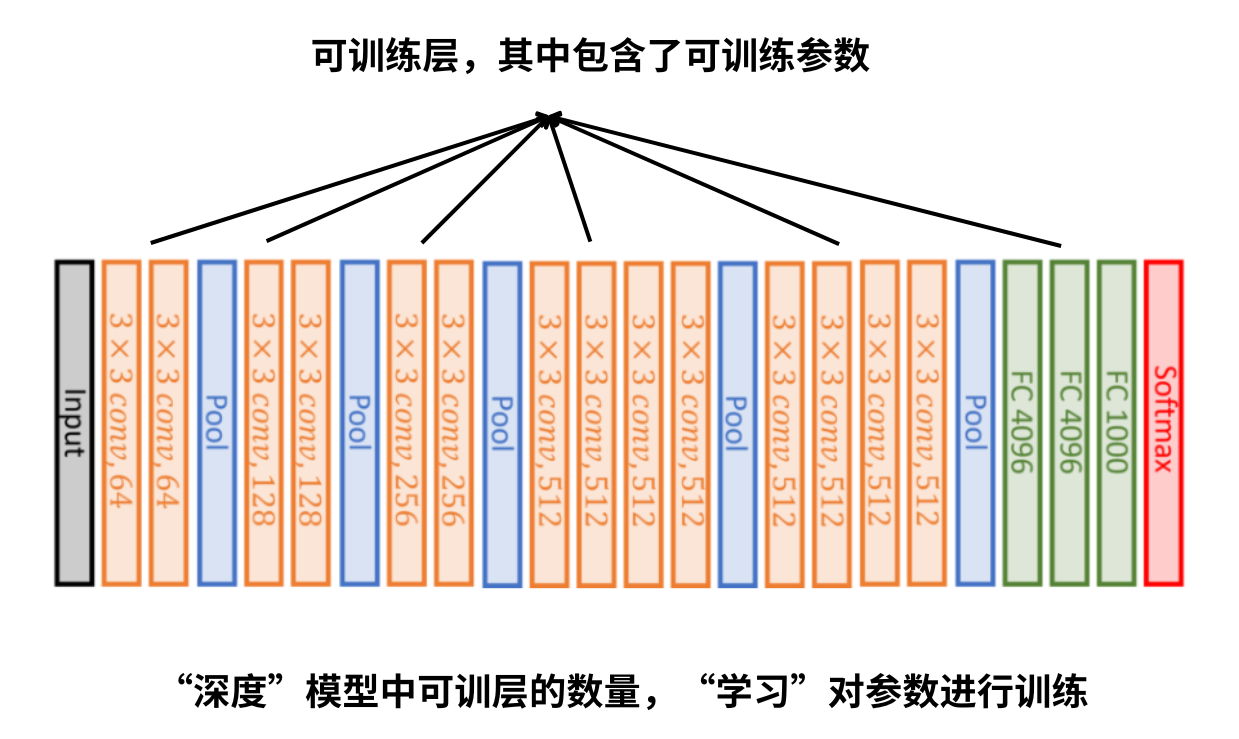 可训练层，其中包含了可训练参数
Input
3×3 conv, 64
3×3 conv, 64
Pool
3×3 conv, 128
3×3 conv, 128
Pool
3×3 conv, 256
3×3 conv, 256
Pool
3×3 conv, 512
3×3 conv, 512
3×3 conv, 512
3×3 conv, 512
Pool
3×3 conv, 512
3×3 conv, 512
3×3 conv, 512
3×3 conv, 512
Pool
FC 4096
FC 4096
FC 1000
Softmax
“深度”模型中可训层的数量，“学习”对参数进行训练